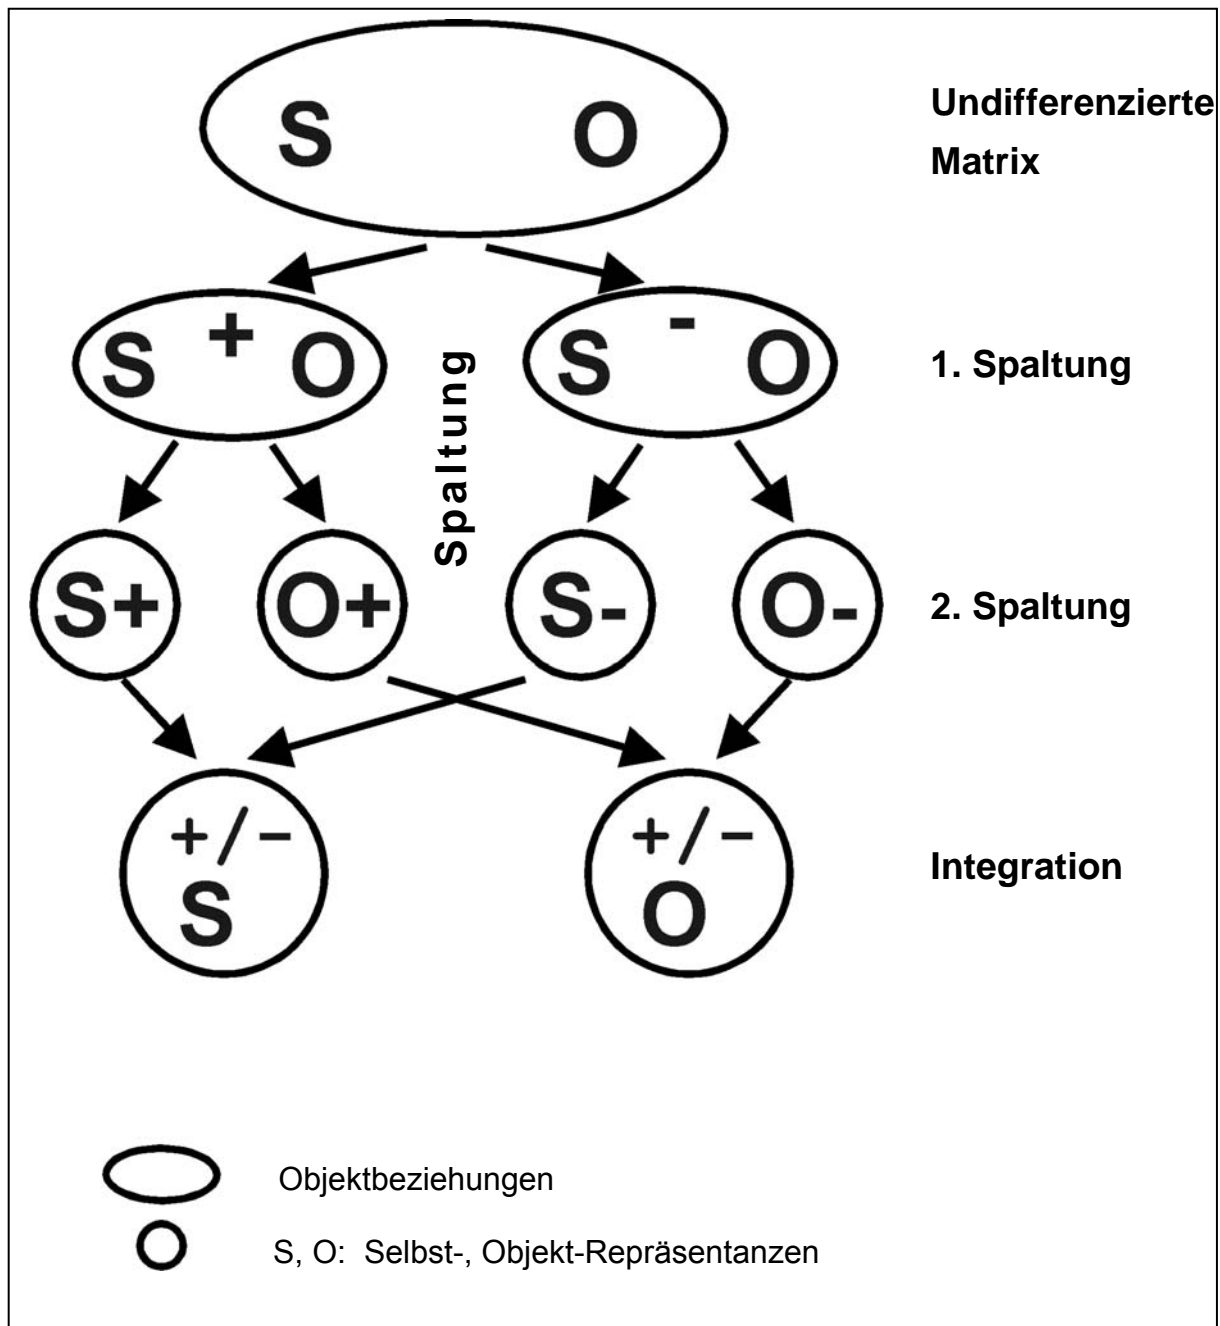 S O
Undifferenzierte
Matrix
S + O
S - O
1. Spaltung
Spaltung
S+
O+
S-
O-
2. Spaltung
+/-
S
+/-
O
Integration
Objektbeziehungen
S, O: Selbst-, Objekt-Repräsentanzen